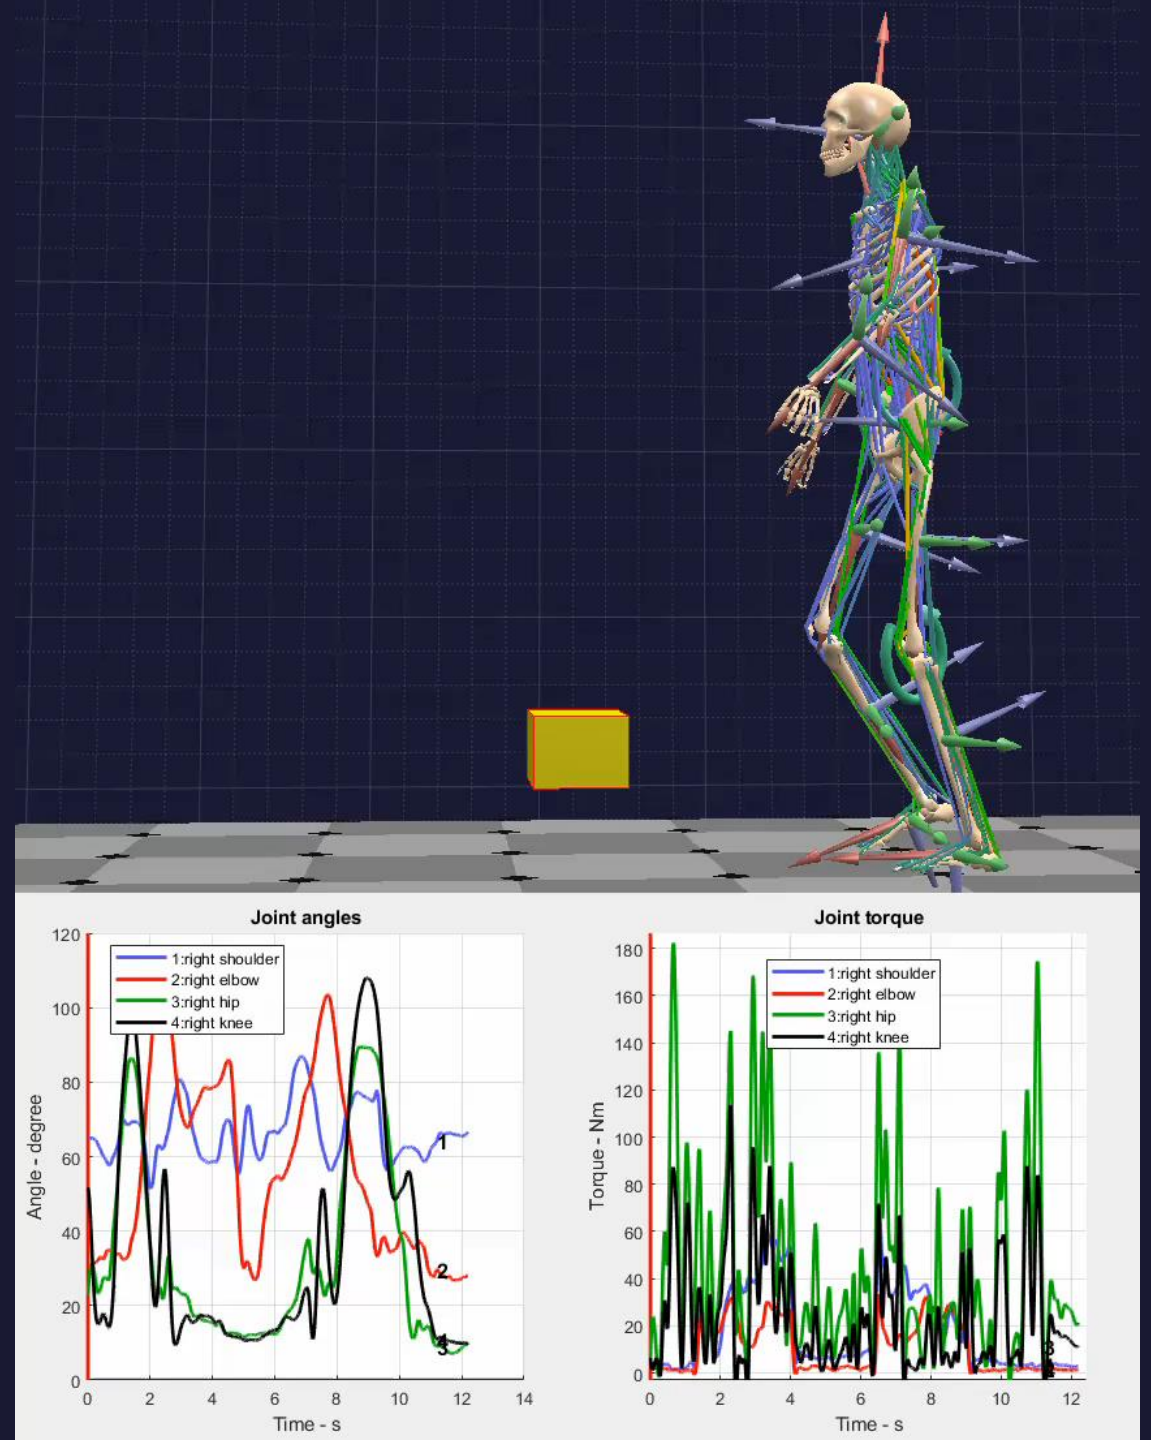 Joint angles
120
100
80
60
40
20
0
0 2 4 6 8 10 12 14
Angle - degree
Time - s
1:right shoulder
2:right elbow
3:right hip
4:right knee
1
2
3
Joint torque
180
160
140
120
100
80
60
40
20
0
0 2 4 6 8 10 12
Torque - Nm
Time - s
1:right shoulder
2:right elbow
3:right hip
4:right knee
3